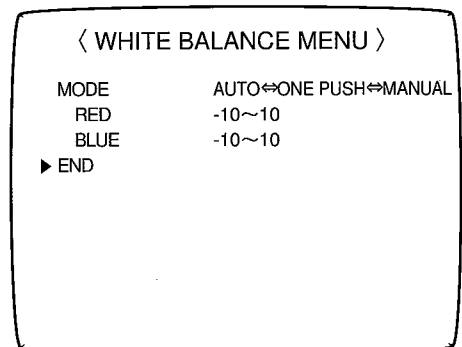 〈 WHITE BALANCE MENU 〉
MODE AUTO⇔ONE PUSH⇔MANUAL
RED -10～10
BLUE -10～10
▶ END